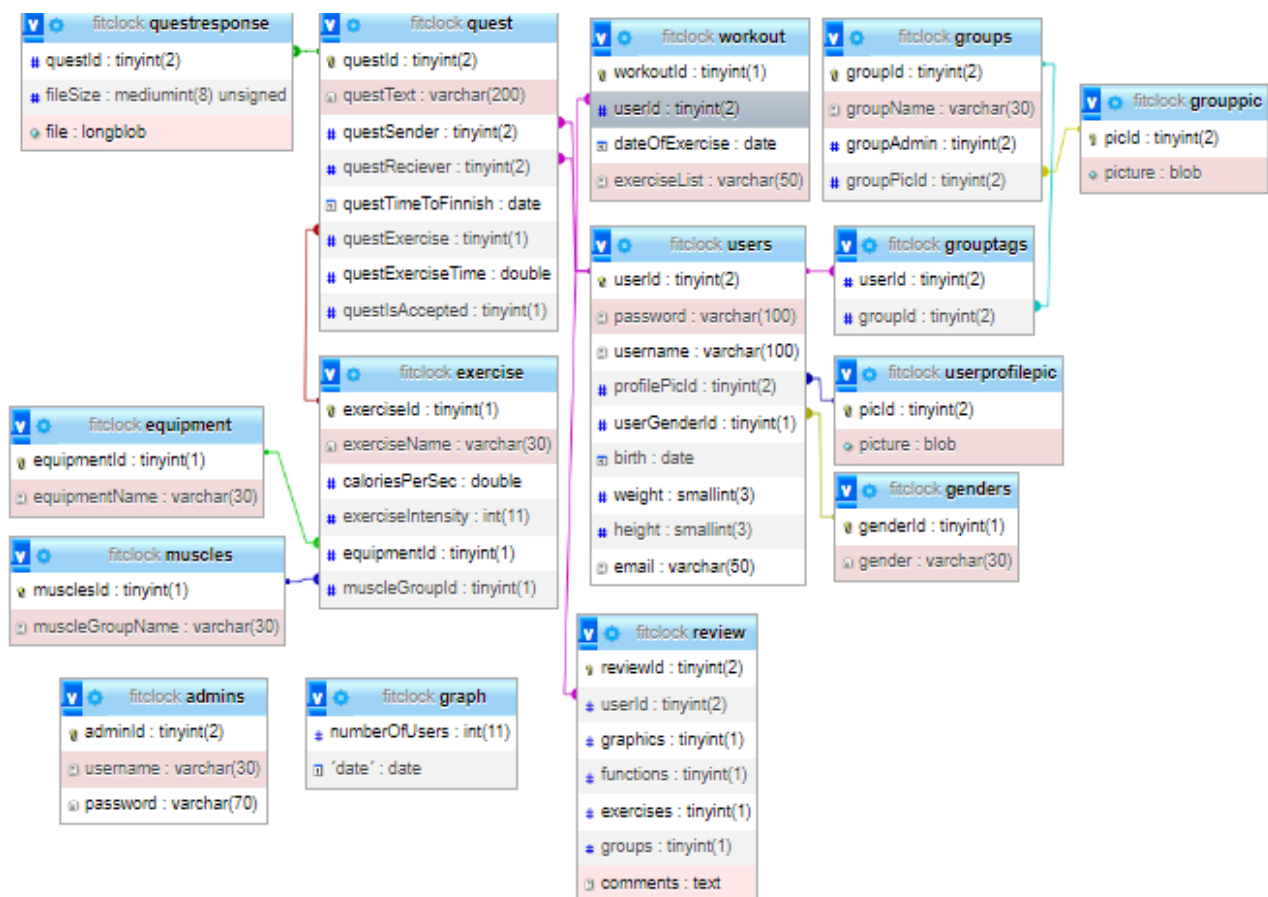 fitclock questresponse
questId : tinyint(2)
fileSize : mediumint(8) unsigned
file : longblob
fitclock quest
questId : tinyint(2)
questText : varchar(200)
questSender : tinyint(2)
questReciever : tinyint(2)
questTimeToFinnish : date
questExercise : tinyint(1)
questExerciseTime : double
questIsAccepted : tinyint(1)
fitclock workout
workoutId : tinyint(1)
userId : tinyint(2)
dateOfExercise : date
exerciseList : varchar(50)
fitclock groups
groupId : tinyint(2)
groupName : varchar(30)
groupAdmin : tinyint(2)
groupPicId : tinyint(2)
fitclock grouppic
picId : tinyint(2)
picture : blob
fitclock users
userId : tinyint(2)
password : varchar(100)
username : varchar(100)
profilePicId : tinyint(2)
userGenderId : tinyint(1)
birth : date
weight : smallint(3)
height : smallint(3)
email : varchar(50)
fitclock grouptags
userId : tinyint(2)
groupId : tinyint(2)
fitclock userprofilepic
picId : tinyint(2)
picture : blob
fitclock genders
genderId : tinyint(1)
gender : varchar(30)
fitclock exercise
exerciseId : tinyint(1)
exerciseName : varchar(30)
caloriesPerSec : double
exerciseIntensity : int(11)
equipmentId : tinyint(1)
muscleGroupId : tinyint(1)
fitclock equipment
equipmentId : tinyint(1)
equipmentName : varchar(30)
fitclock muscles
musclesId : tinyint(1)
muscleGroupName : varchar(30)
fitclock admins
adminId : tinyint(2)
username : varchar(30)
password : varchar(70)
fitclock graph
numberOfUsers : int(11)
´date´ : date
fitclock review
reviewId : tinyint(2)
userId : tinyint(2)
graphics : tinyint(1)
functions : tinyint(1)
exercises : tinyint(1)
groups : tinyint(1)
comments : text